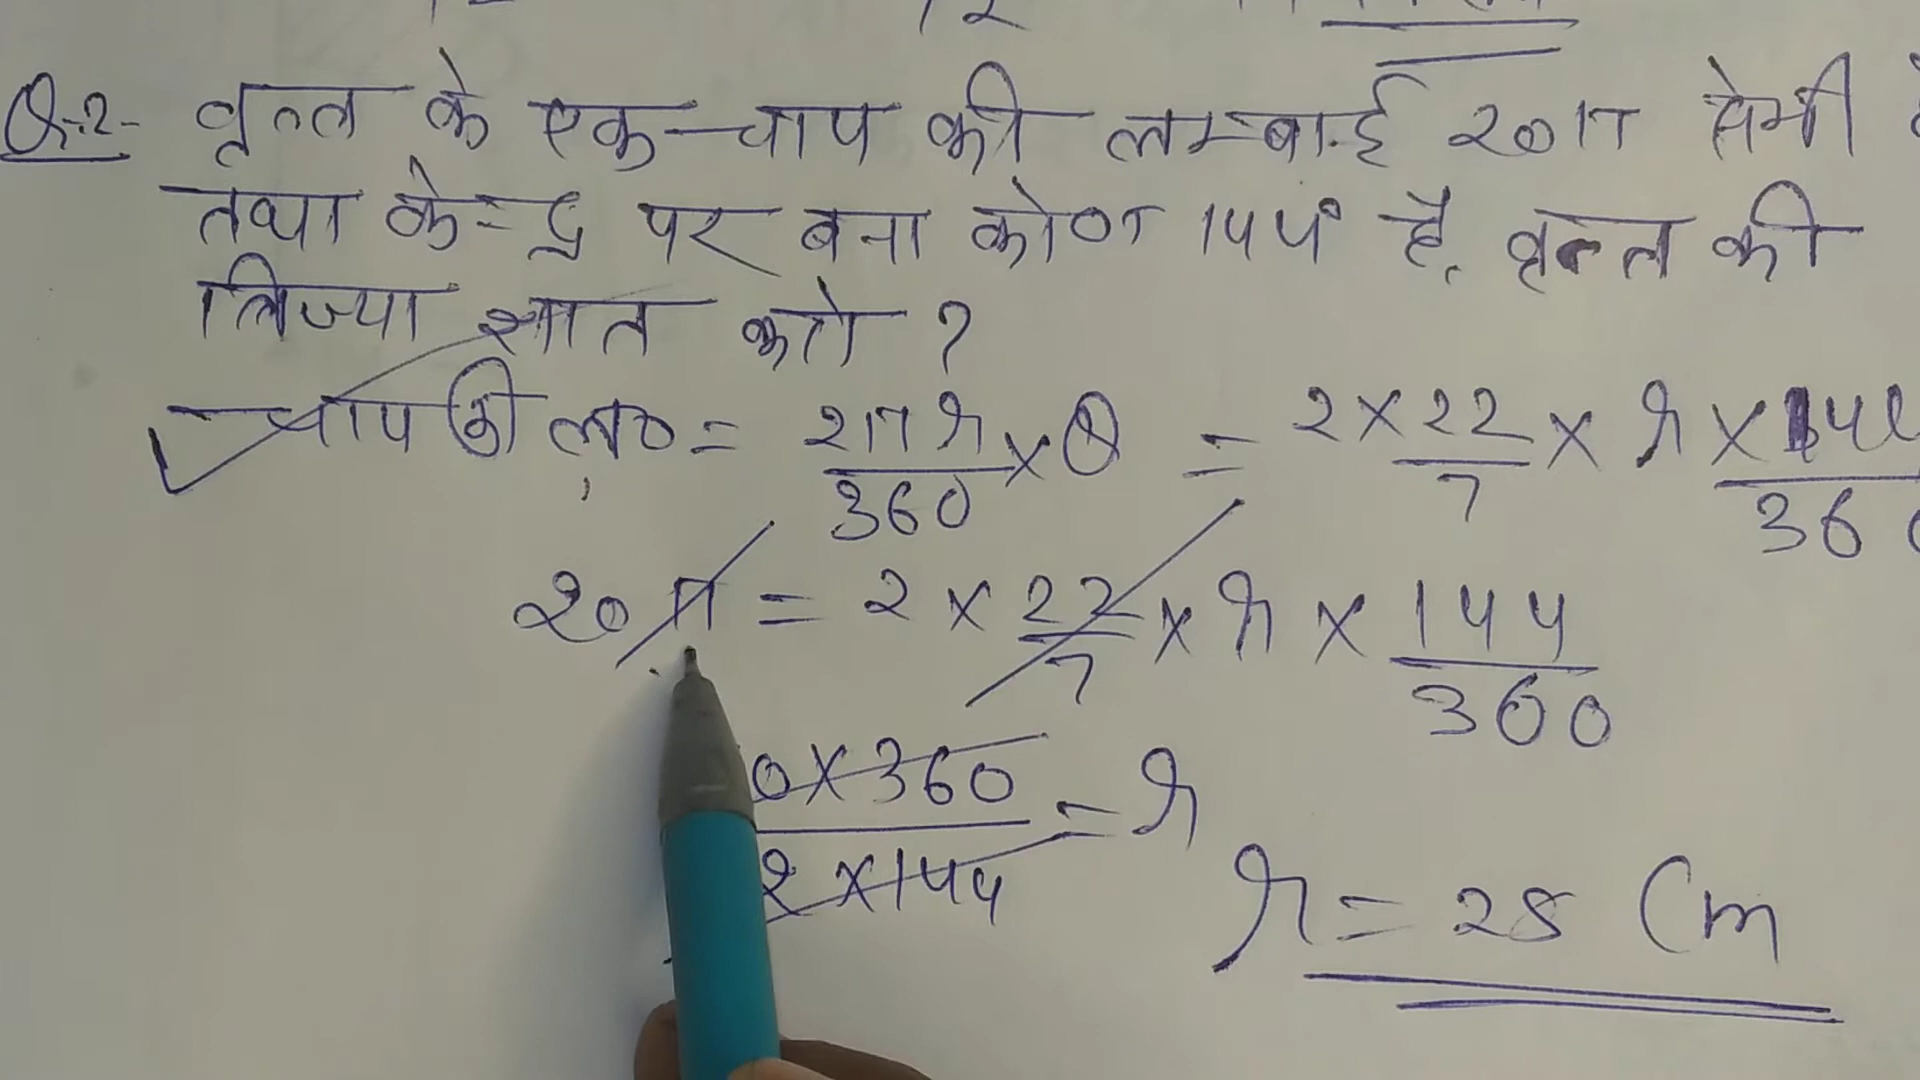 Q.2- वृत्त के एक चाप की लम्बाई 20π सेमी
तथा केन्द्र पर बना कोण 144° है, वृत्त की
त्रिज्या ज्ञात करो ?
चाप की ल० = 2πr/360 × θ = 2 × 22/7 × r × 144/360
20π = 2 × 22/7 × r × 144/360
0×360/2×144 = r
r = 25 Cm